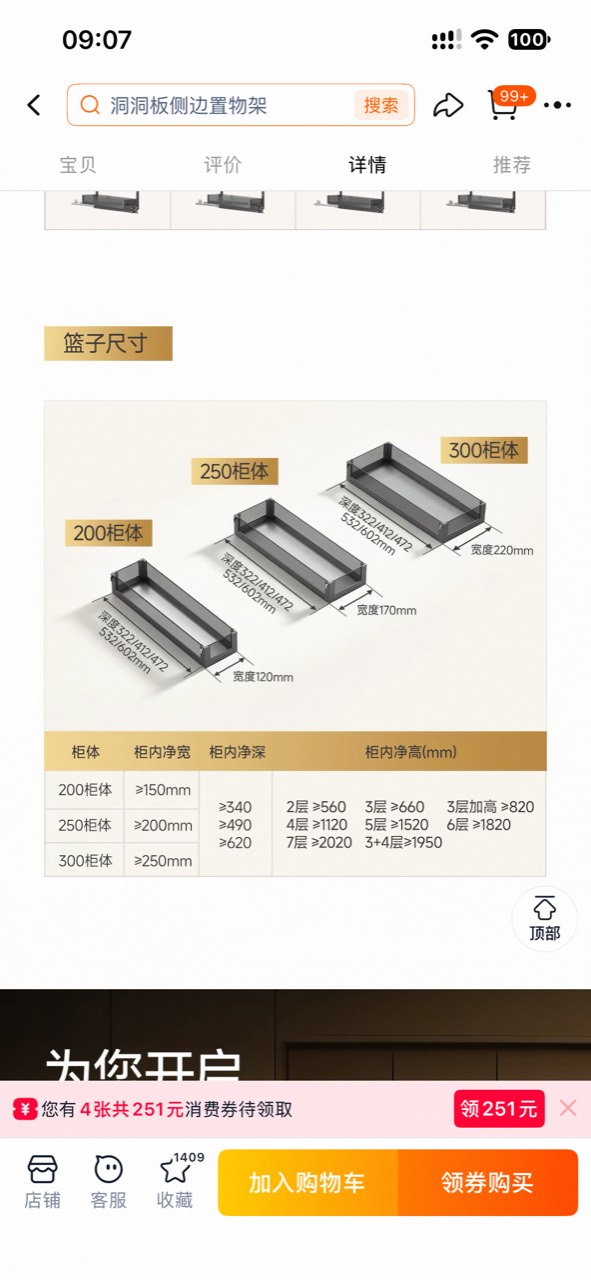 09:07
100
洞洞板侧边置物架
搜索
99+
宝贝 评价 详情 推荐
篮子尺寸
300柜体
250柜体
200柜体
深度322/412/472
532/602mm
宽度220mm
深度322/412/472
532/602mm
宽度170mm
深度322/412/472
532/602mm
宽度120mm
柜体 柜内净宽 柜内净深 柜内净高(mm)
200柜体 ≥150mm
250柜体 ≥200mm
300柜体 ≥250mm
≥340
≥490
≥620
2层 ≥560 3层 ≥660 3层加高 ≥820
4层 ≥1120 5层 ≥1520 6层 ≥1820
7层 ≥2020 3+4层≥1950
顶部
为您开启
¥ 您有4张共251元消费券待领取
领251元
1409
店铺 客服 收藏
加入购物车
领券购买